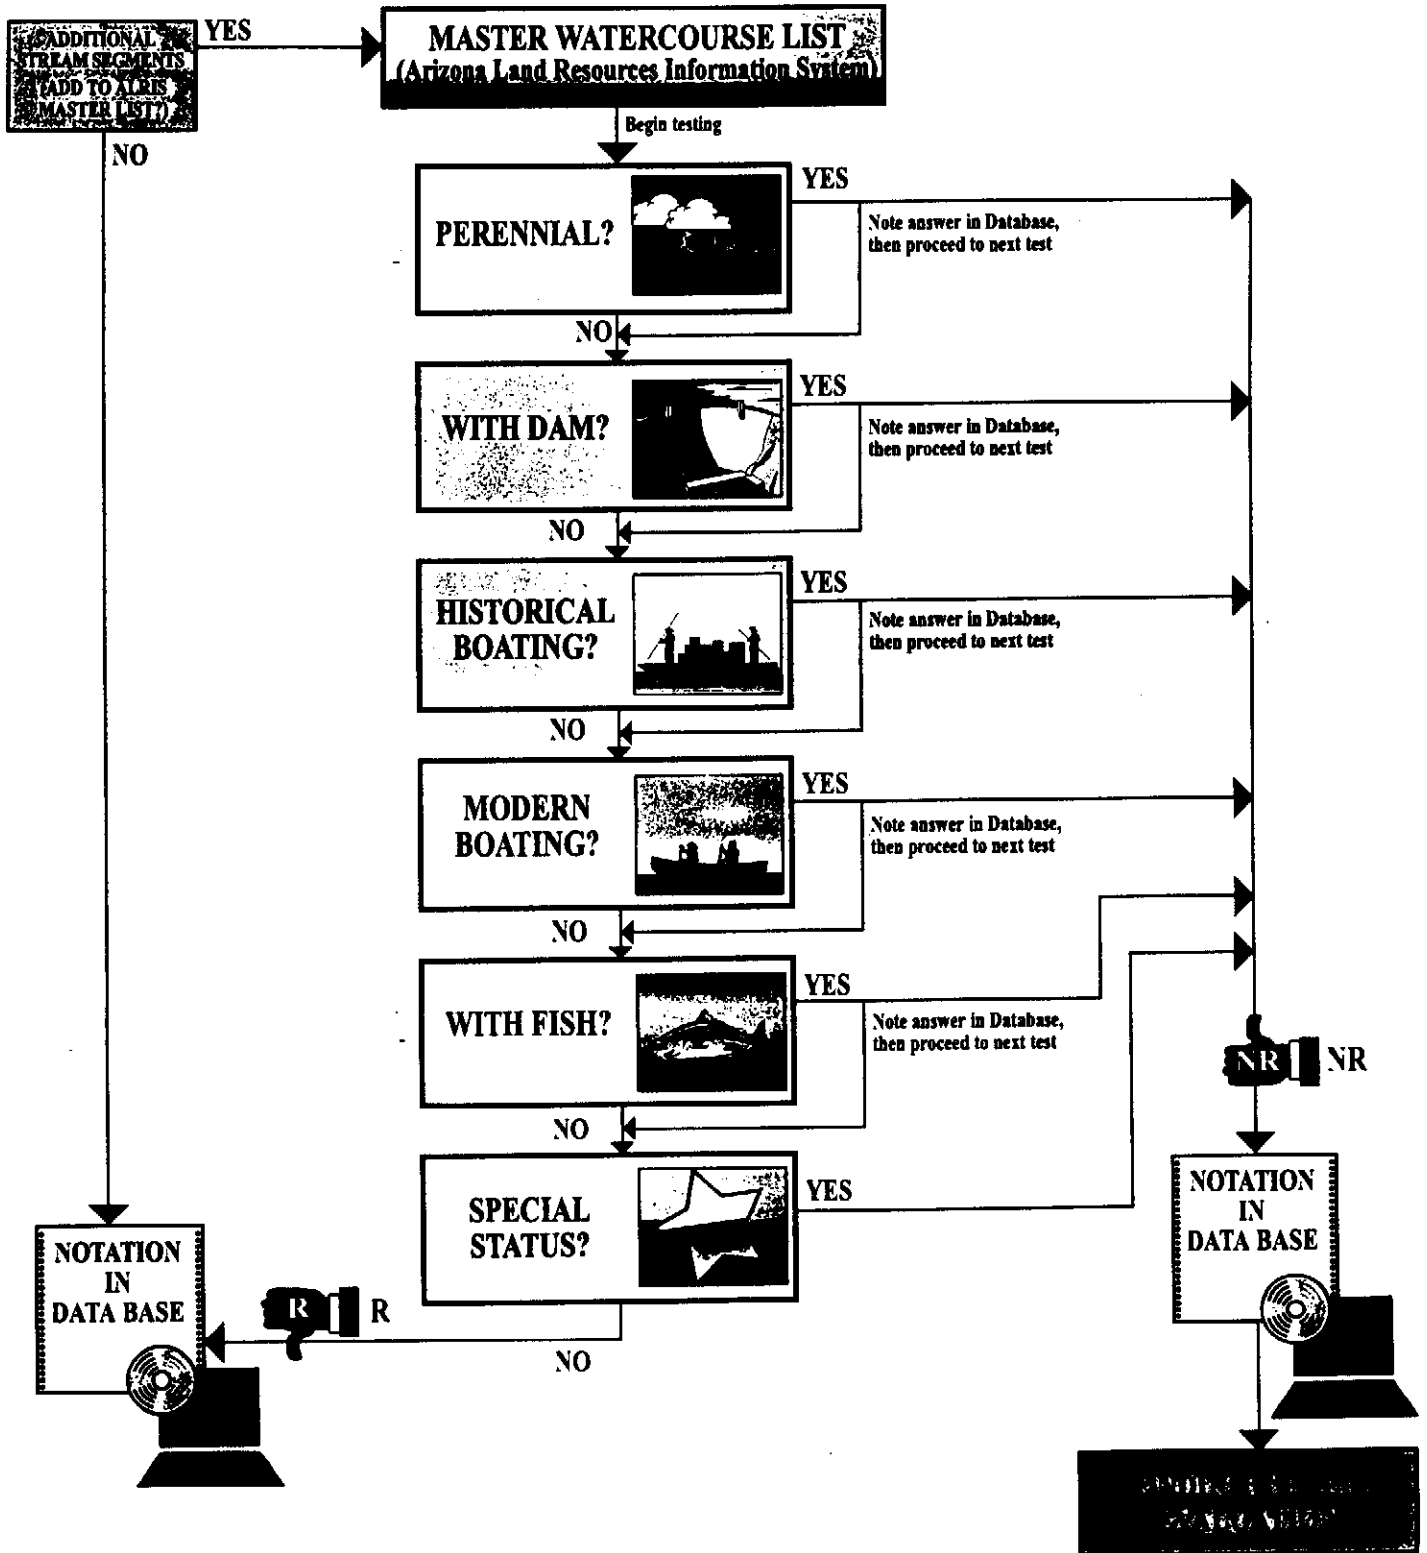 ADDITIONAL
STREAM SEGMENTS
(ADD TO ALRIS
MASTER LIST?)
YES
NO
MASTER WATERCOURSE LIST
(Arizona Land Resources Information System)
Begin testing
PERENNIAL?
YES
Note answer in Database,
then proceed to next test
NO
WITH DAM?
YES
Note answer in Database,
then proceed to next test
NO
HISTORICAL
BOATING?
YES
Note answer in Database,
then proceed to next test
NO
MODERN
BOATING?
YES
Note answer in Database,
then proceed to next test
NO
WITH FISH?
YES
Note answer in Database,
then proceed to next test
NO
SPECIAL
STATUS?
YES
NO
NR NR
NOTATION
IN
DATA BASE
R R
NOTATION
IN
DATA BASE